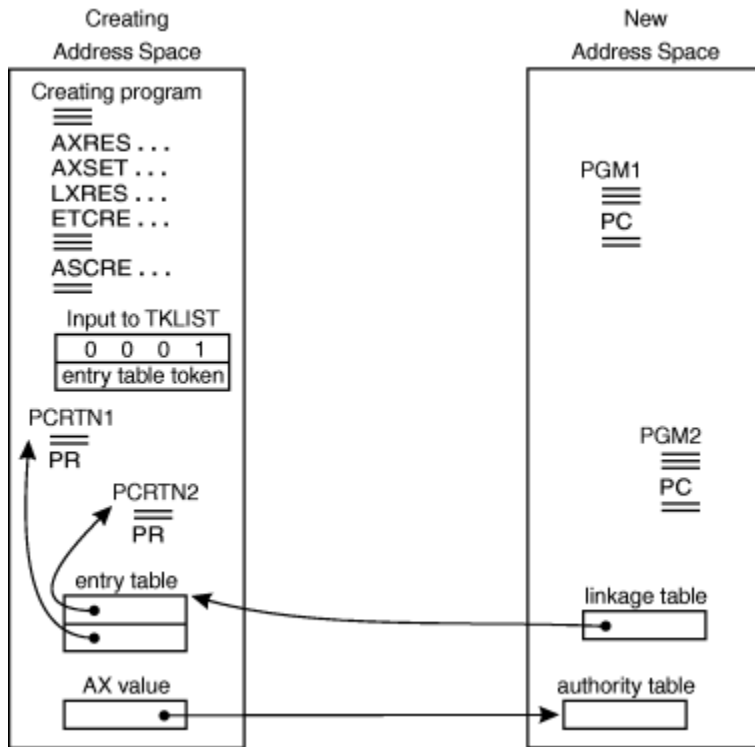 Creating
Address Space
New
Address Space
Creating program
AXRES . . .
AXSET . . .
LXRES . . .
ETCRE . . .
ASCRE . . .
Input to TKLIST
0 0 0 1
entry table token
PCRTN1
PR
PCRTN2
PR
entry table
AX value
PGM1
PC
PGM2
PC
linkage table
authority table